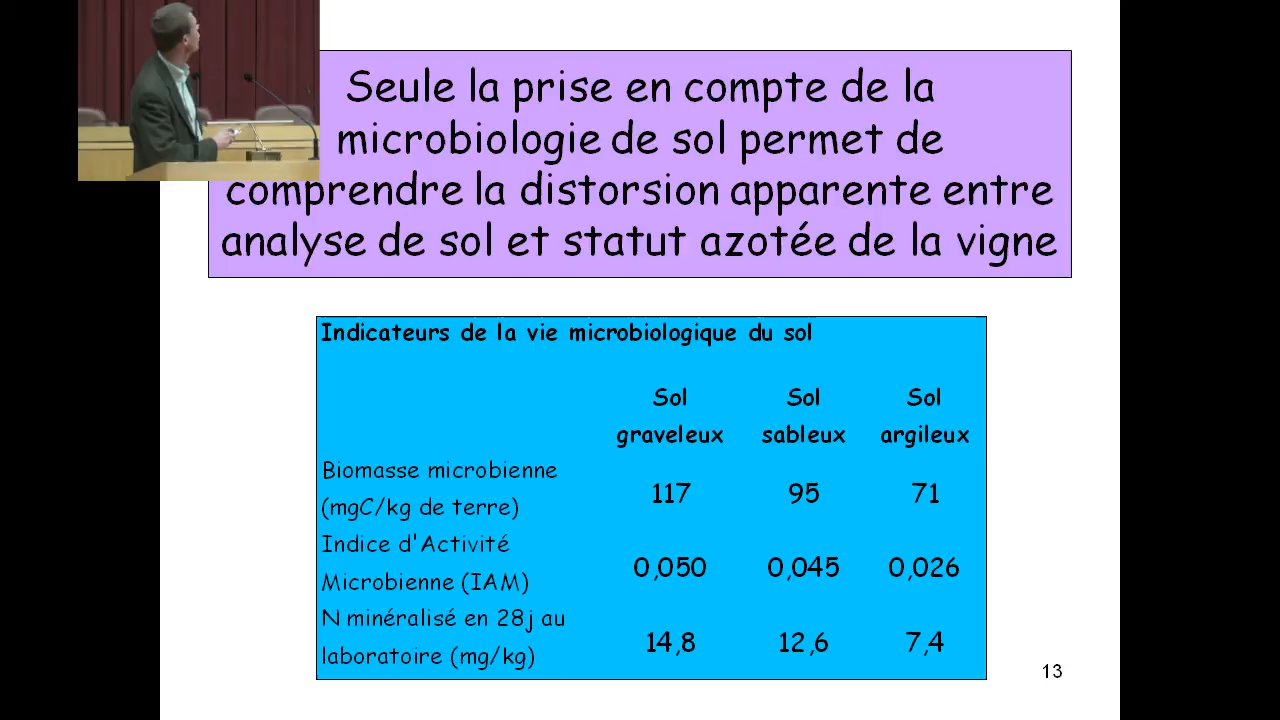 Seule la prise en compte de la
microbiologie de sol permet de
comprendre la distorsion apparente entre
analyse de sol et statut azotée de la vigne
Indicateurs de la vie microbiologique du sol
Sol graveleux Sol sableux Sol argileux
Biomasse microbienne
(mgC/kg de terre) 117 95 71
Indice d'Activité
Microbienne (IAM) 0,050 0,045 0,026
N minéralisé en 28j au
laboratoire (mg/kg) 14,8 12,6 7,4
13